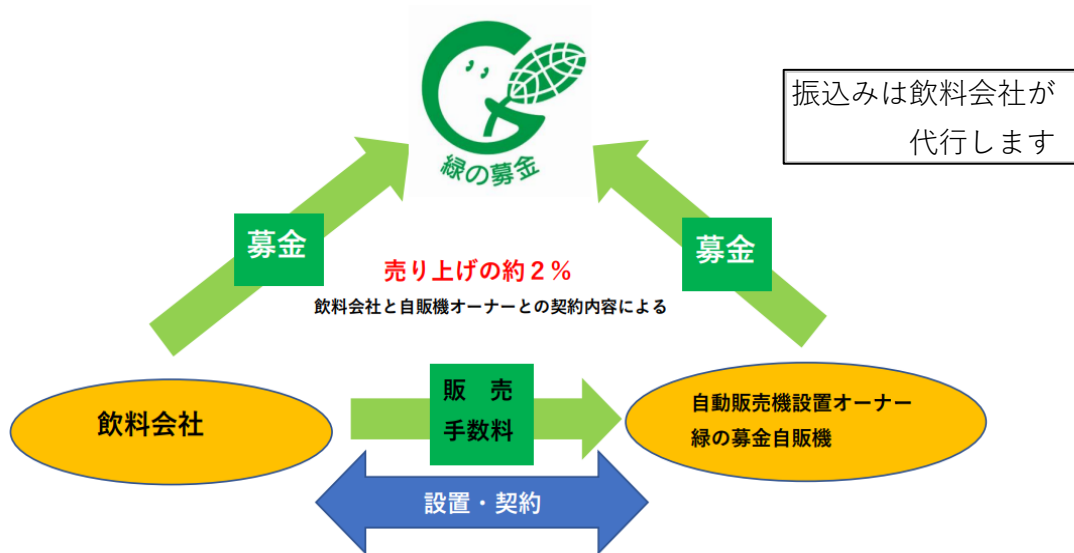 緑の募金
振込みは飲料会社が
代行します
募金
募金
売り上げの約２％
飲料会社と自販機オーナーとの契約内容による
飲料会社
販　売
手数料
自動販売機設置オーナー
緑の募金自販機
設置・契約